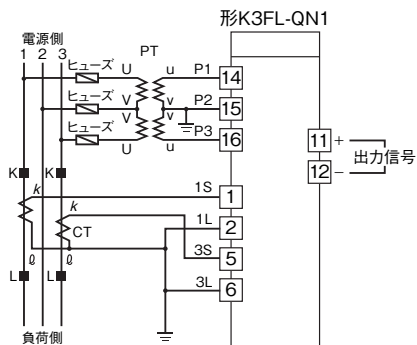 形K3FL-QN1
電源側
1 2 3
PT
ヒューズ U u P1 14
ヒューズ V v P2 15
V v
ヒューズ U u P3 16
11 +
出力信号
12 −
K K
k 1S 1
k 1L 2
CT 3S 5
L ℓ L ℓ 3L 6
負荷側